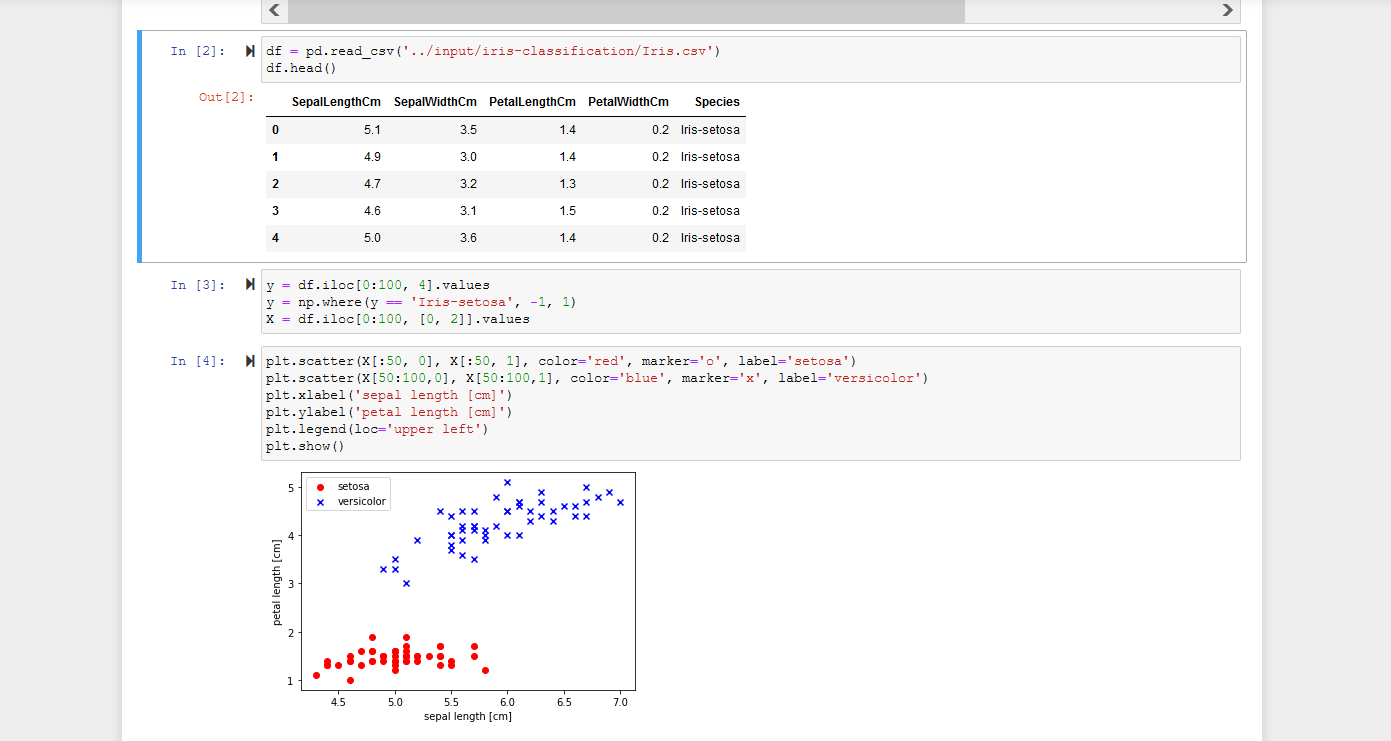 In [2]:
df = pd.read_csv('../input/iris-classification/Iris.csv')
df.head()
Out[2]:
SepalLengthCm SepalWidthCm PetalLengthCm PetalWidthCm Species
0 5.1 3.5 1.4 0.2 Iris-setosa
1 4.9 3.0 1.4 0.2 Iris-setosa
2 4.7 3.2 1.3 0.2 Iris-setosa
3 4.6 3.1 1.5 0.2 Iris-setosa
4 5.0 3.6 1.4 0.2 Iris-setosa
In [3]:
y = df.iloc[0:100, 4].values
y = np.where(y == 'Iris-setosa', -1, 1)
X = df.iloc[0:100, [0, 2]].values
In [4]:
plt.scatter(X[:50, 0], X[:50, 1], color='red', marker='o', label='setosa')
plt.scatter(X[50:100,0], X[50:100,1], color='blue', marker='x', label='versicolor')
plt.xlabel('sepal length [cm]')
plt.ylabel('petal length [cm]')
plt.legend(loc='upper left')
plt.show()
setosa
versicolor
5
4
3
2
1
petal length [cm]
4.5 5.0 5.5 6.0 6.5 7.0
sepal length [cm]